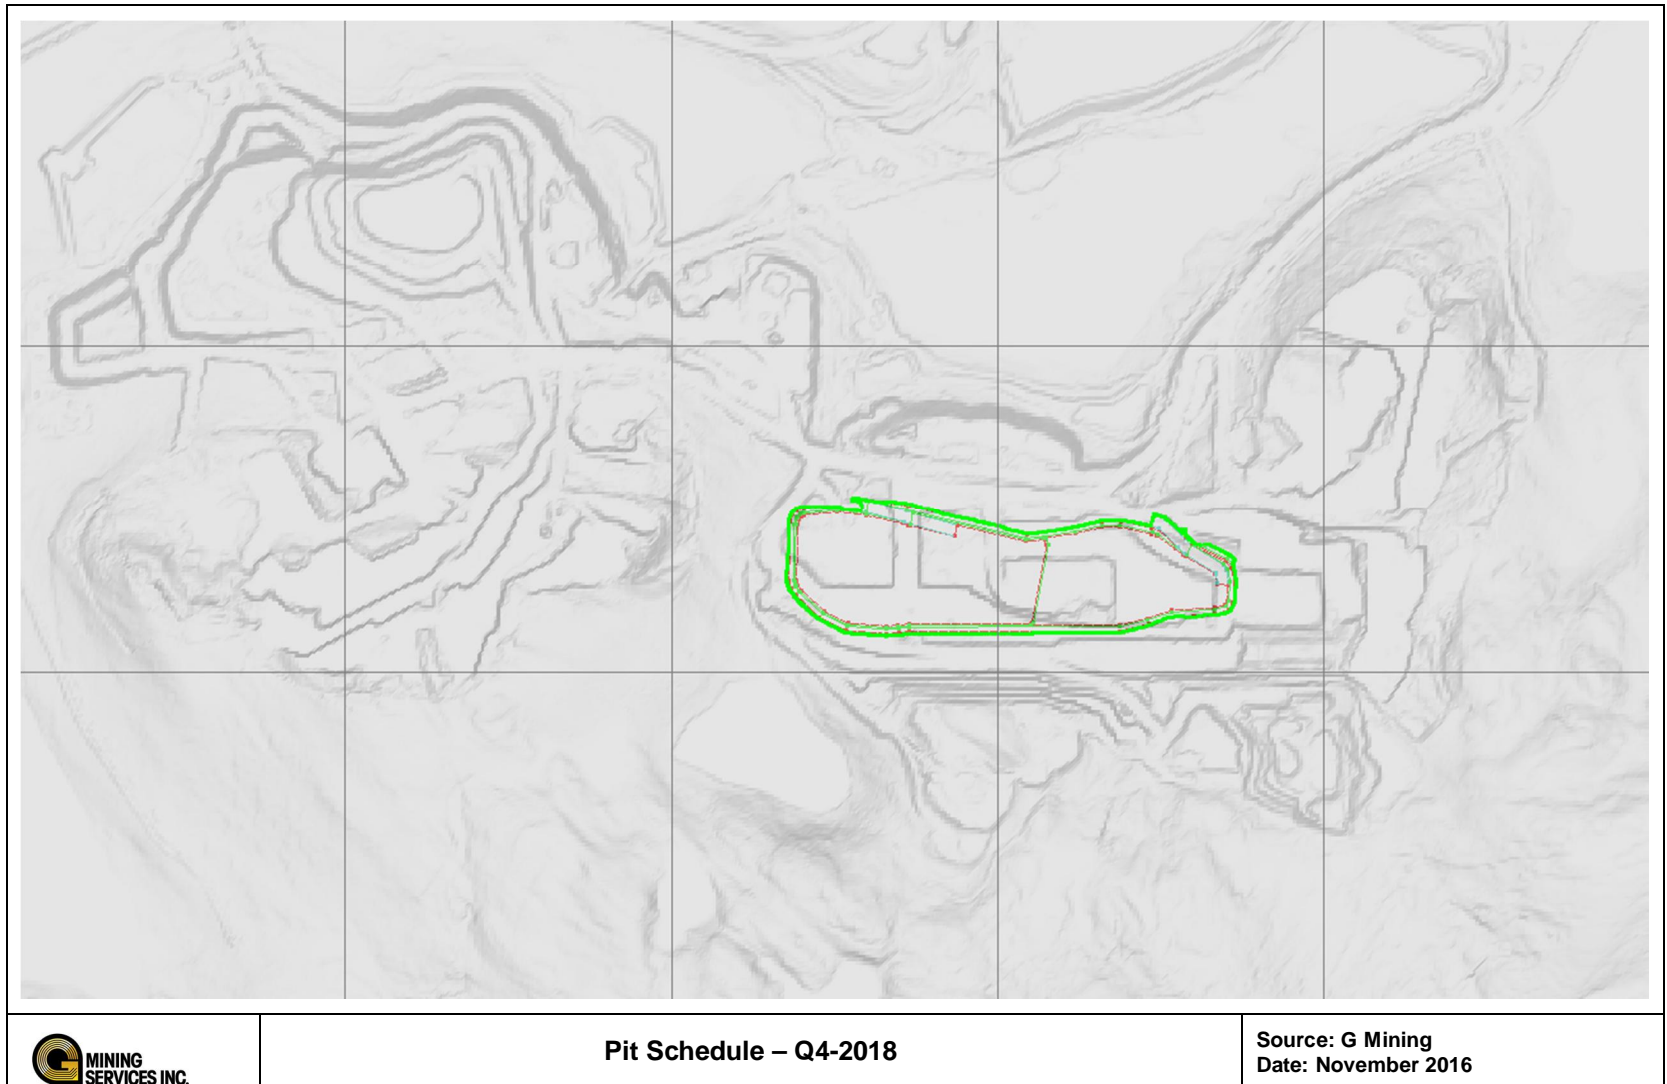 MINING
SERVICES INC.
Pit Schedule – Q4-2018
Source: G Mining
Date: November 2016